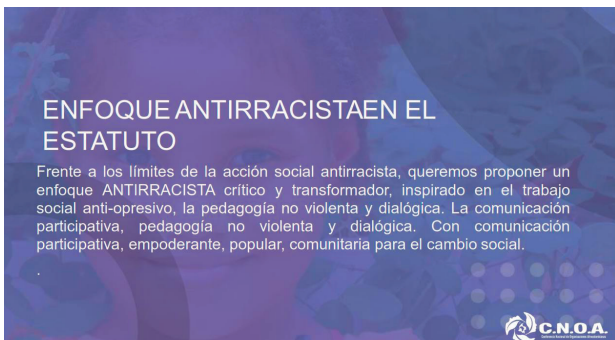 ENFOQUE ANTIRRACISTAEN EL
ESTATUTO
Frente a los límites de la acción social antirracista, queremos proponer un
enfoque ANTIRRACISTA crítico y transformador, inspirado en el trabajo
social anti-opresivo, la pedagogía no violenta y dialógica. La comunicación
participativa, pedagogía no violenta y dialógica. Con comunicación
participativa, empoderante, popular, comunitaria para el cambio social.
.
C.N.O.A.